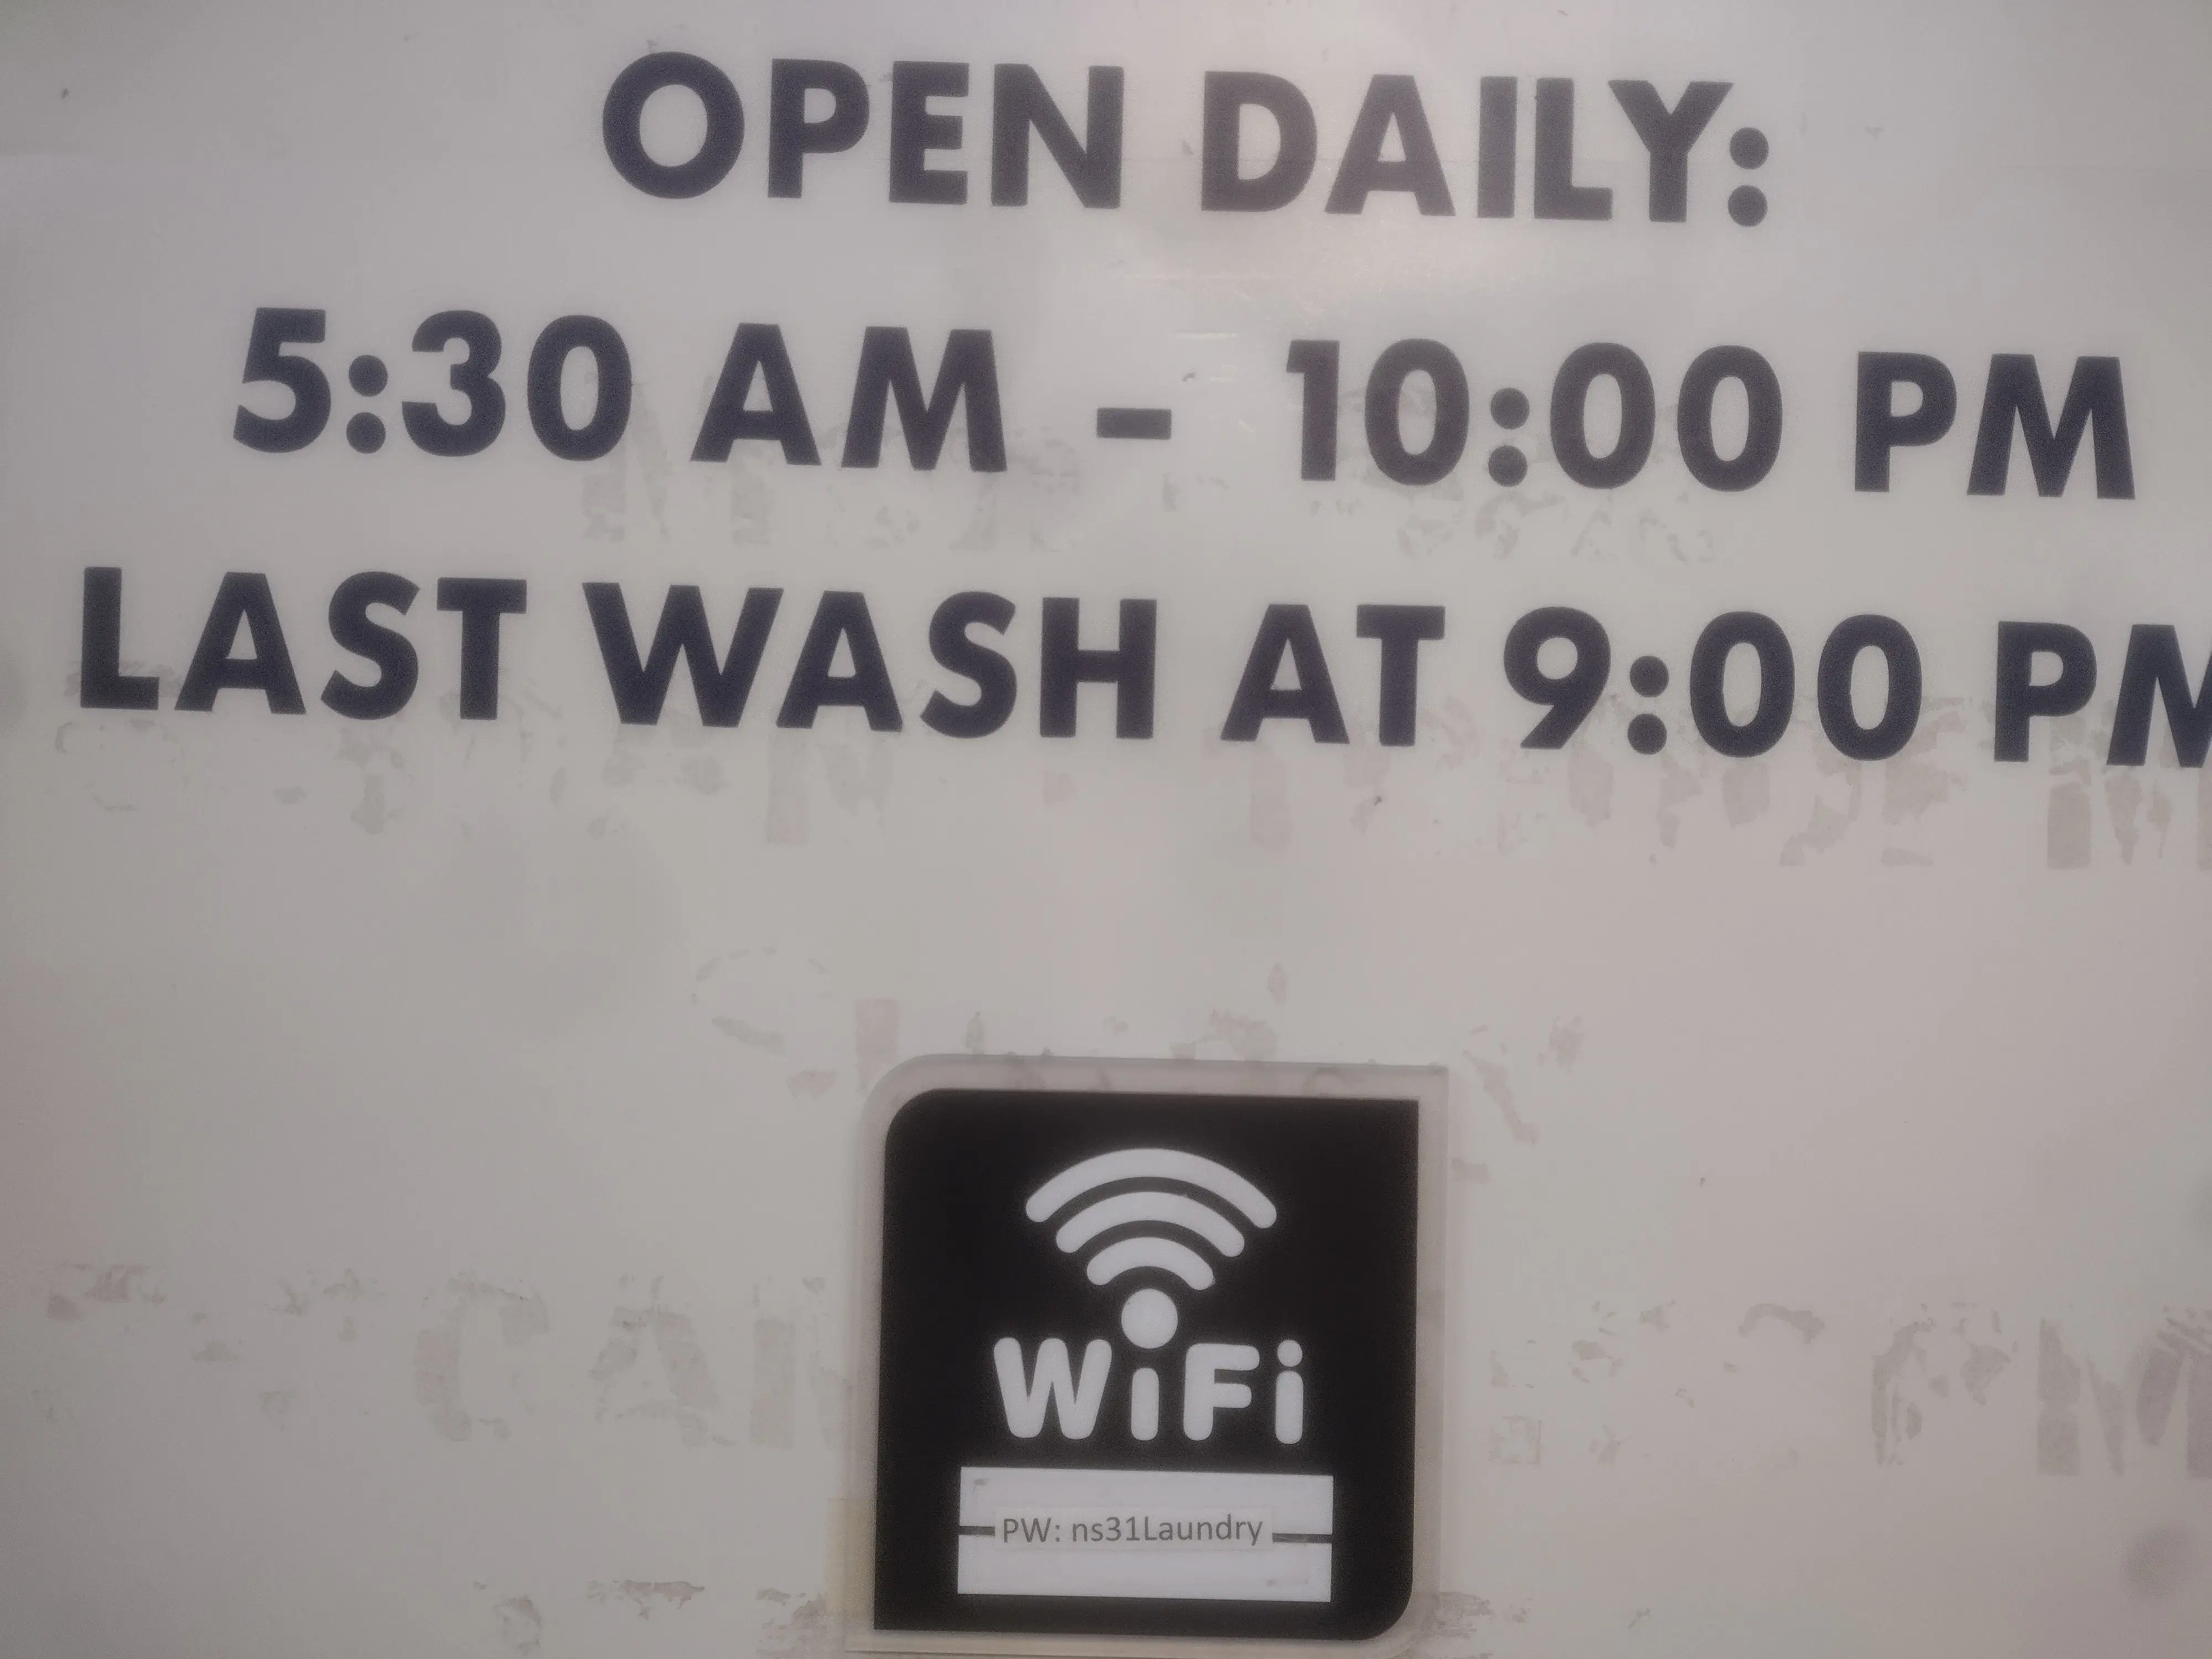 OPEN DAILY:
5:30 AM - 10:00 PM
LAST WASH AT 9:00 PM
WiFi
PW: ns31Laundry